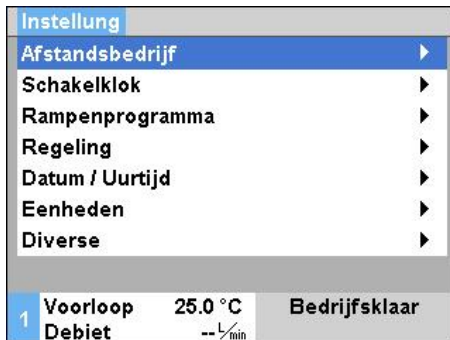 Instellung
Afstandsbedrijf
Schakelklok
Rampenprogramma
Regeling
Datum / Uurtijd
Eenheden
Diverse
1 Voorloop 25.0 °C Bedrijfsklaar
Debiet -- L/min